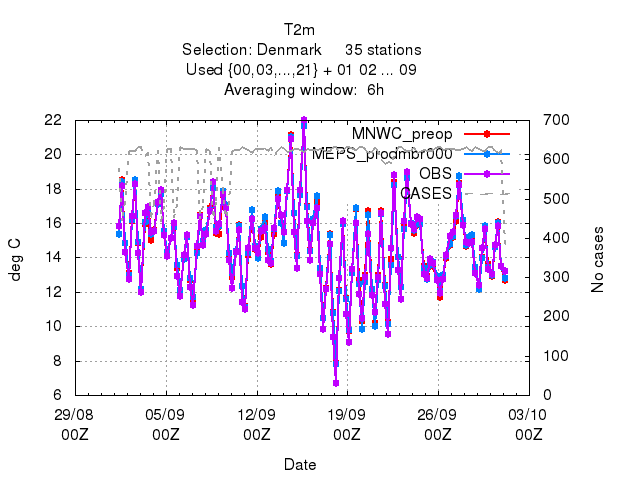 T2m
Selection: Denmark 35 stations
Used {00,03,...,21} + 01 02 ... 09
Averaging window: 6h
22
20
18
16
14
12
10
8
6
deg C
700
600
500
400
300
200
100
0
No cases
MNWC_preop
MEPS_prodmbr000
OBS
CASES
29/08 05/09 12/09 19/09 26/09 03/10
00Z 00Z 00Z 00Z 00Z 00Z
Date